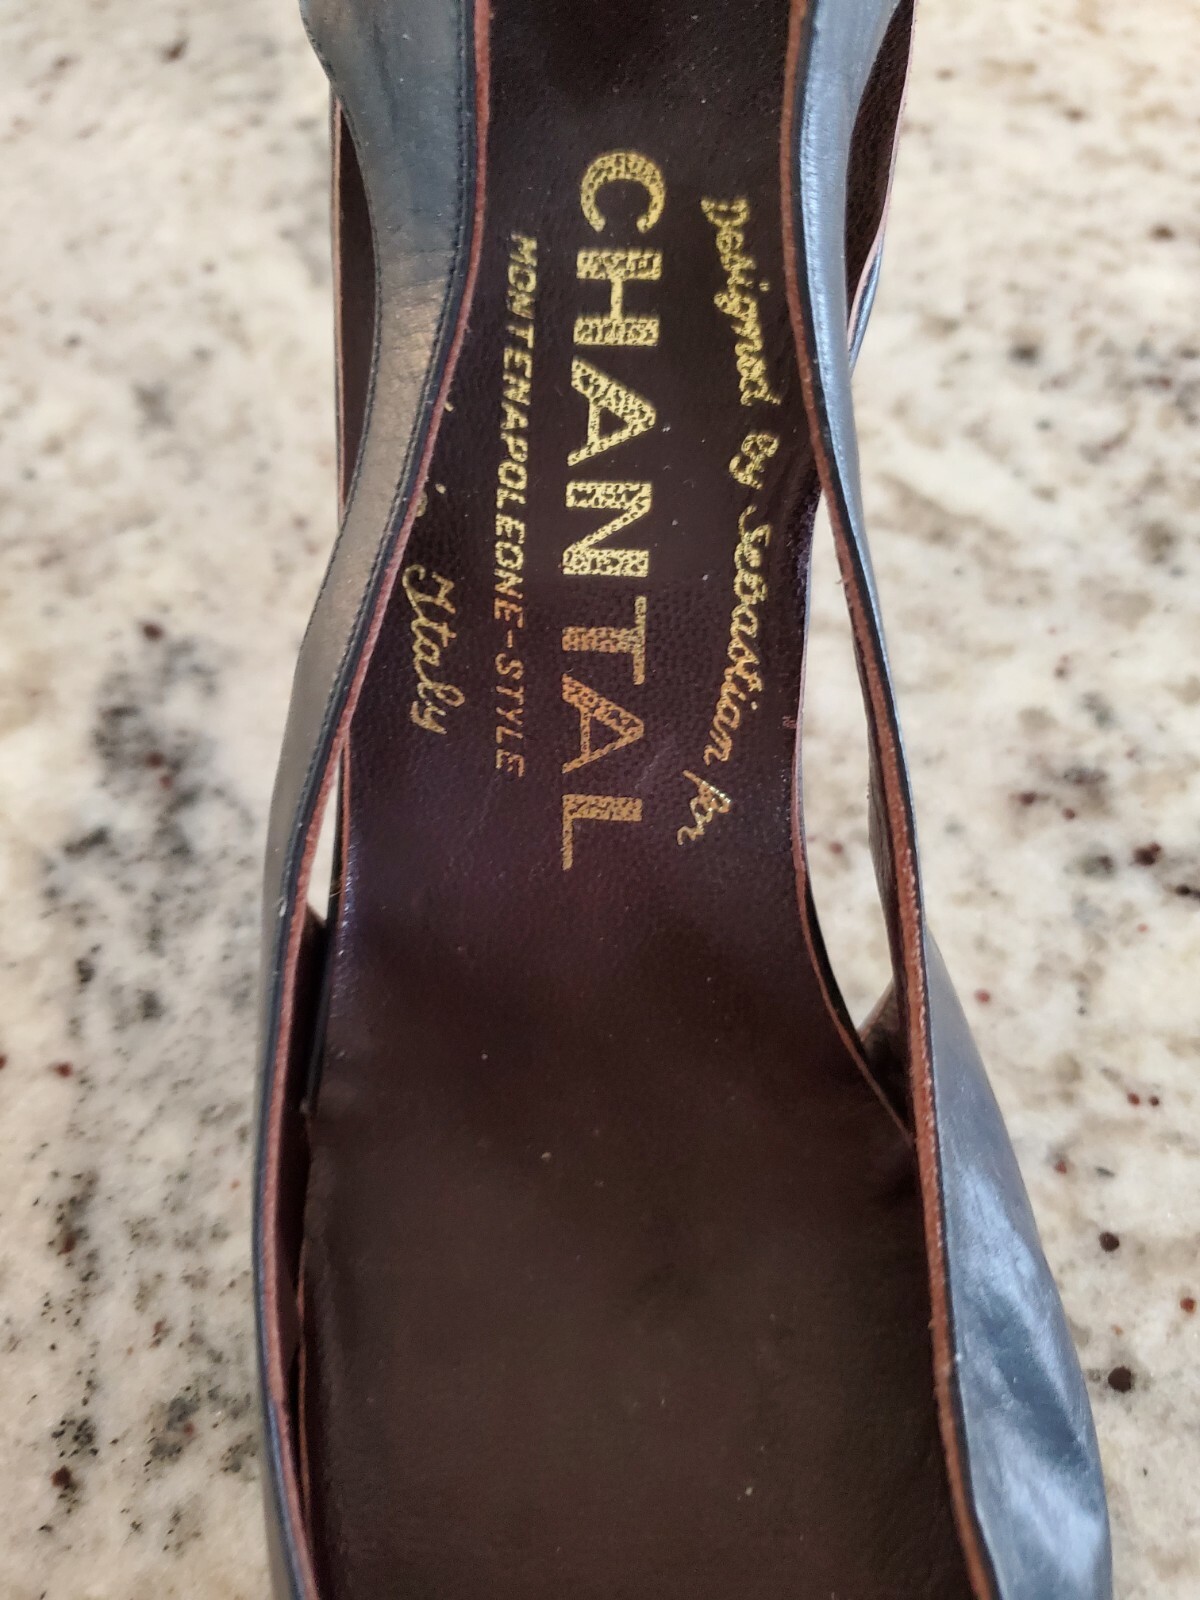 Designed by Sebastian for
CHANTAL
MONTENAPOLEONE-STYLE
Italy